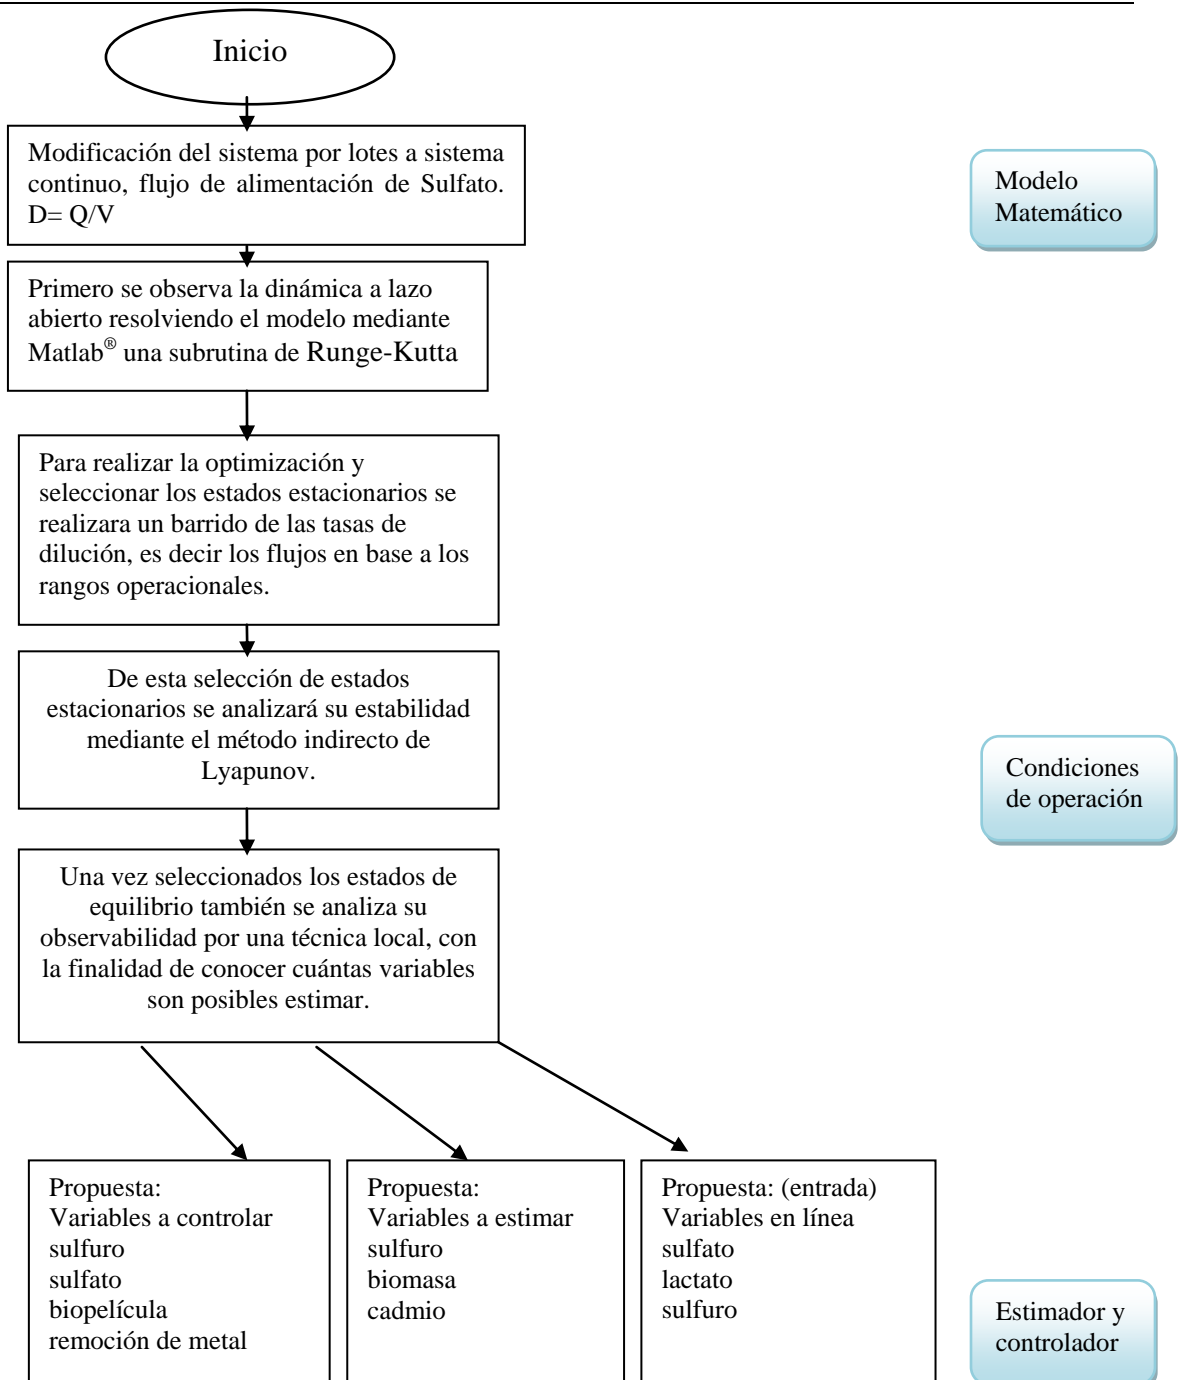 Inicio
Modificación del sistema por lotes a sistema
continuo, flujo de alimentación de Sulfato.
D= Q/V
Modelo
Matemático
Primero se observa la dinámica a lazo
abierto resolviendo el modelo mediante
Matlab® una subrutina de Runge-Kutta
Para realizar la optimización y
seleccionar los estados estacionarios se
realizara un barrido de las tasas de
dilución, es decir los flujos en base a los
rangos operacionales.
De esta selección de estados
estacionarios se analizará su estabilidad
mediante el método indirecto de
Lyapunov.
Condiciones
de operación
Una vez seleccionados los estados de
equilibrio también se analiza su
observabilidad por una técnica local, con
la finalidad de conocer cuántas variables
son posibles estimar.
Propuesta:
Variables a controlar
sulfuro
sulfato
biopelícula
remoción de metal
Propuesta:
Variables a estimar
sulfuro
biomasa
cadmio
Propuesta: (entrada)
Variables en línea
sulfato
lactato
sulfuro
Estimador y
controlador